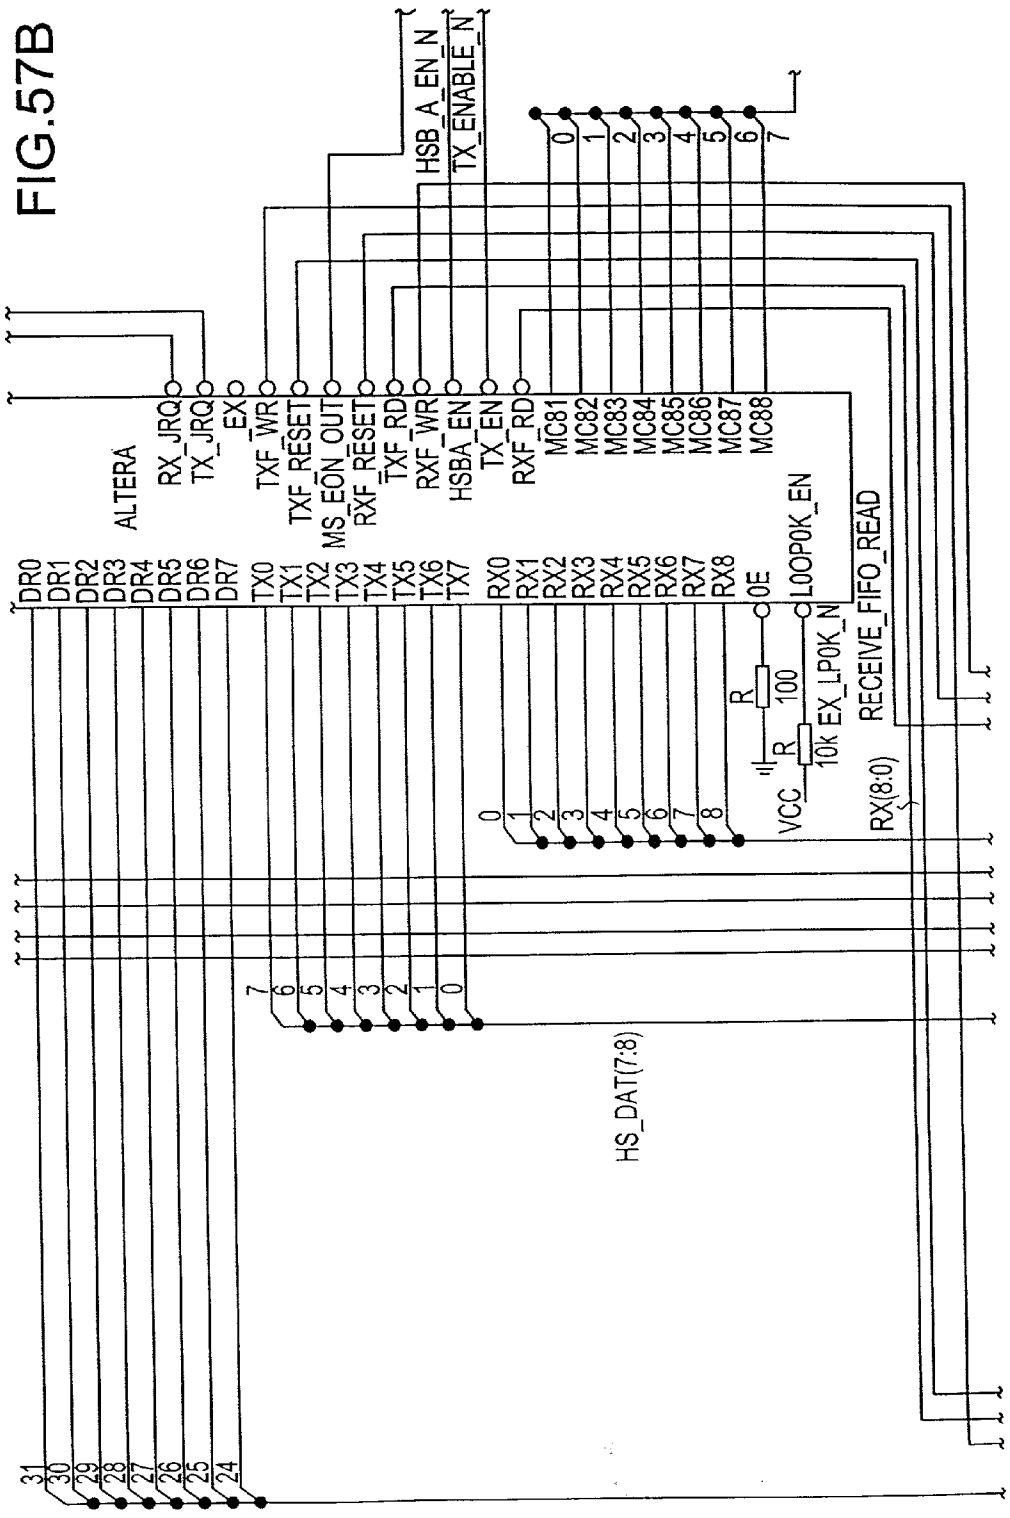 FIG.57B
HSB_A_EN_N
TX_ENABLE_N
0
1
2
3
4
5
6
7
ALTERA
RX_JRQ
TX_JRQ
EX
TXF_WR
TXF_RESET
MS_EON_OUT
RXF_RESET
TXF_RD
RXF_WR
HSBA_EN
TX_EN
RXF_RD
MC81
MC82
MC83
MC84
MC85
MC86
MC87
MC88
DR0
DR1
DR2
DR3
DR4
DR5
DR6
DR7
TX0
TX1
TX2
TX3
TX4
TX5
TX6
TX7
RX0
RX1
RX2
RX3
RX4
RX5
RX6
RX7
RX8
OE
LOOP0K_EN
RECEIVE_FIFO_READ
R
100
R
10k
EX_LP0K_N
VCC
RX(8:0)
0
1
2
3
4
5
6
7
8
7
6
5
4
3
2
1
0
HS_DAT(7:8)
31
30
29
28
27
26
25
24